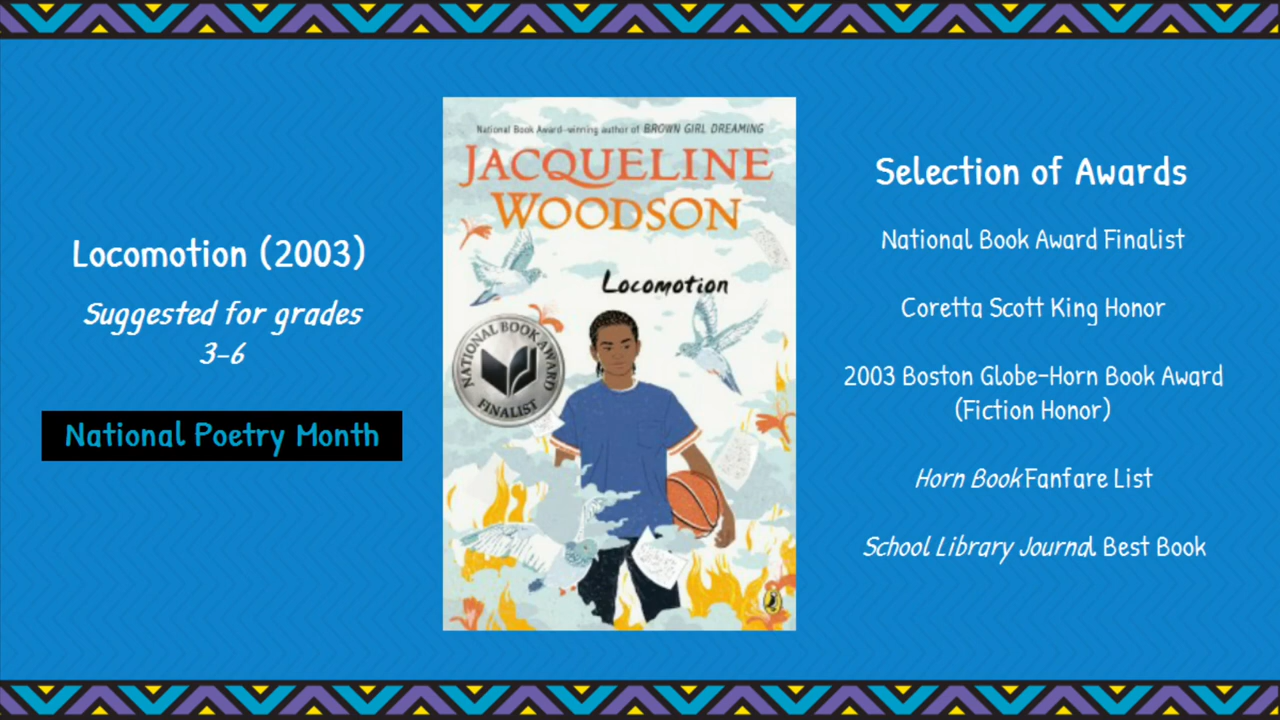 Locomotion (2003)
Suggested for grades
3-6
National Poetry Month
National Book Award-winning author of BROWN GIRL DREAMING
JACQUELINE
WOODSON
Locomotion
NATIONAL BOOK AWARD
FINALIST
Selection of Awards
National Book Award Finalist
Coretta Scott King Honor
2003 Boston Globe-Horn Book Award
(Fiction Honor)
Horn Book Fanfare List
School Library Journal Best Book